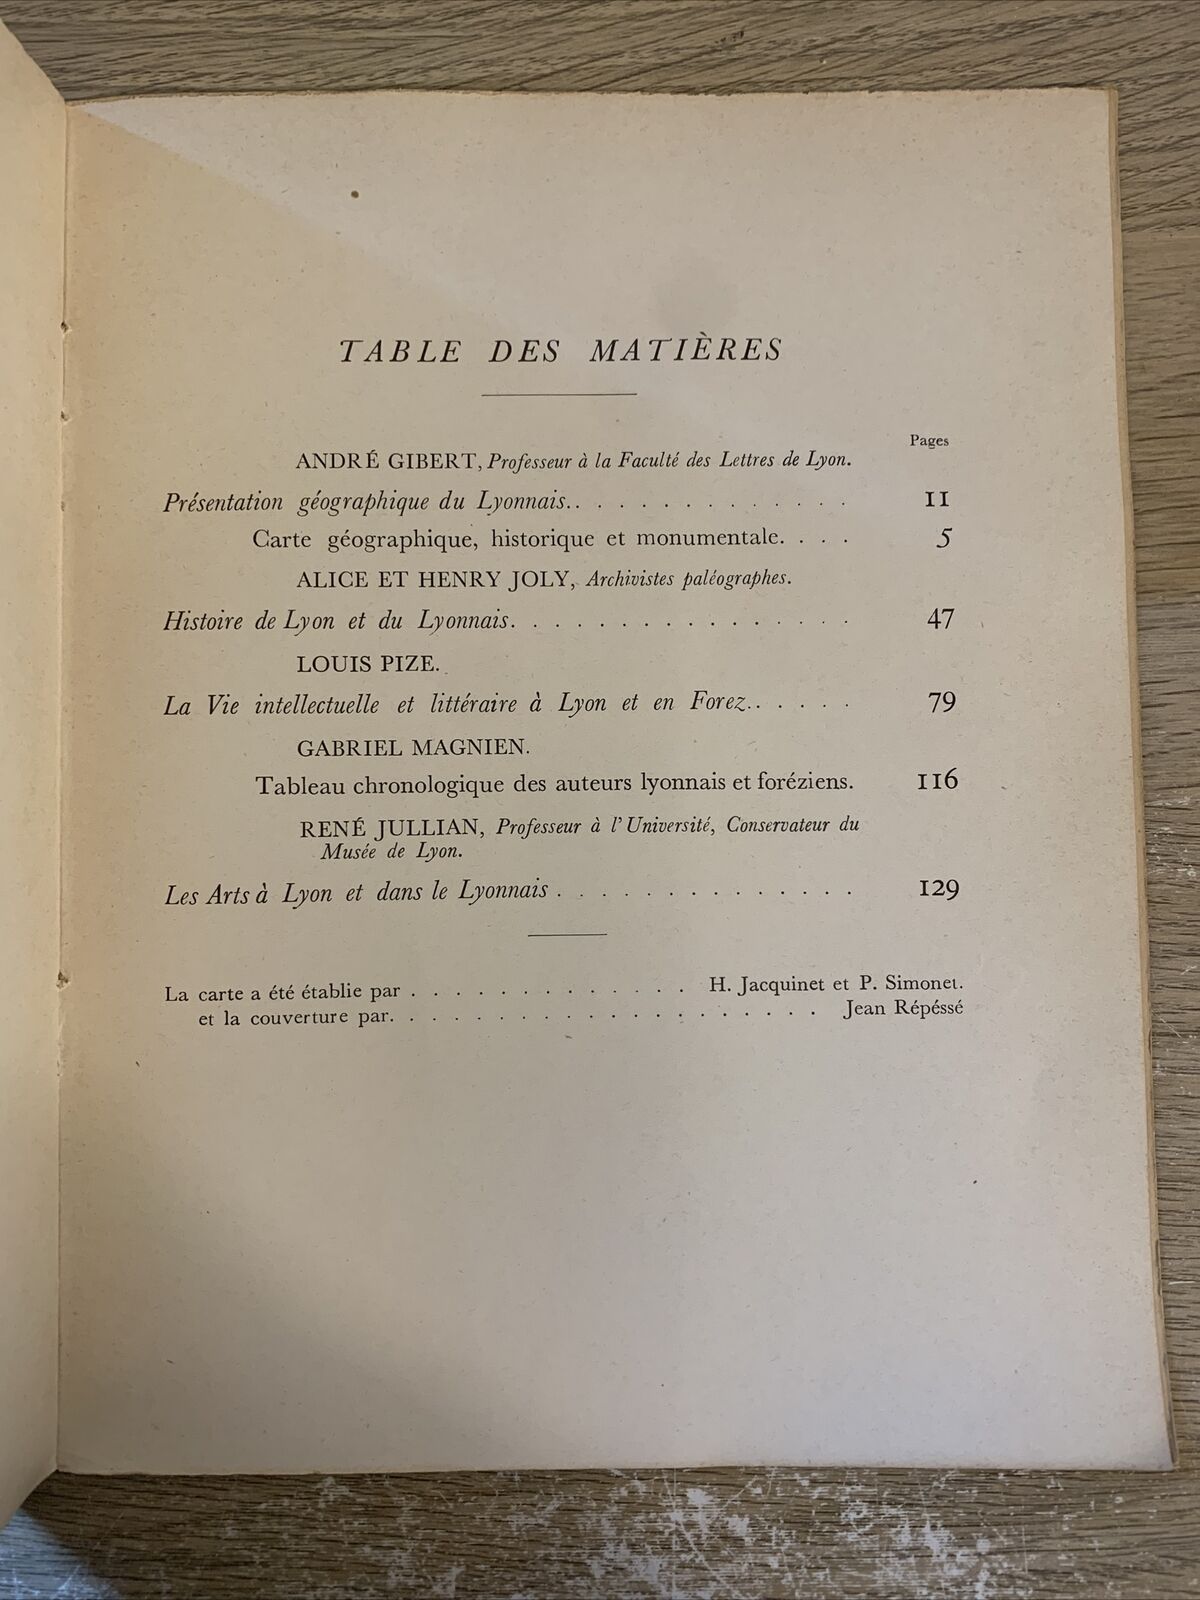 TABLE DES MATIÈRES
Pages
ANDRÉ GIBERT, Professeur à la Faculté des Lettres de Lyon.
Présentation géographique du Lyonnais.. . . . . . . . . . . . . 11
Carte géographique, historique et monumentale. . . . 5
ALICE ET HENRY JOLY, Archivistes paléographes.
Histoire de Lyon et du Lyonnais. . . . . . . . . . . . . . . . 47
LOUIS PIZE.
La Vie intellectuelle et littéraire à Lyon et en Forez.. . . . . 79
GABRIEL MAGNIEN.
Tableau chronologique des auteurs lyonnais et foréziens. 116
RENÉ JULLIAN, Professeur à l'Université, Conservateur du
Musée de Lyon.
Les Arts à Lyon et dans le Lyonnais . . . . . . . . . . . . . . 129
La carte a été établie par . . . . . . . . . . . . . H. Jacquinet et P. Simonet.
et la couverture par. . . . . . . . . . . . . . . . . . . . Jean Répéssé